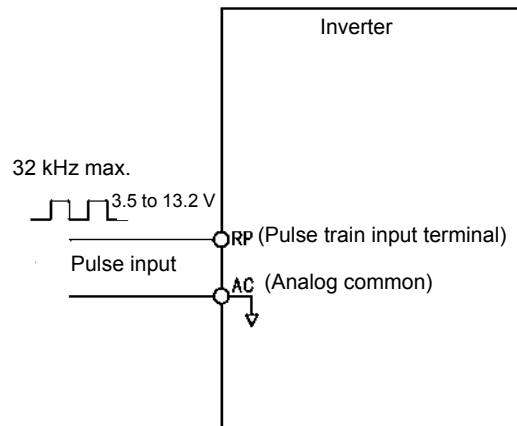 Inverter
32 kHz max.
3.5 to 13.2 V
RP (Pulse train input terminal)
Pulse input
AC (Analog common)